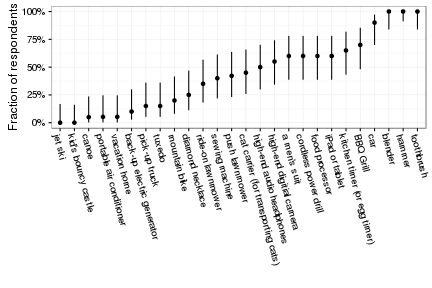 Fraction of respondents
100%
75%
50%
25%
0%
jet ski
kid's bouncy castle
canoe
portable air conditioner
vacation home
back-up electric generator
pick-up truck
tuxedo
mountain bike
diamond necklace
ride-on lawnmower
sewing machine
push lawnmower
cat carrier (for transporting cats)
high-end audio headphones
high-end digital camera
a men's suit
cordless power drill
food processor
iPad or tablet
kitchen timer (or egg timer)
BBQ Grill
car
blender
hammer
toothbrush